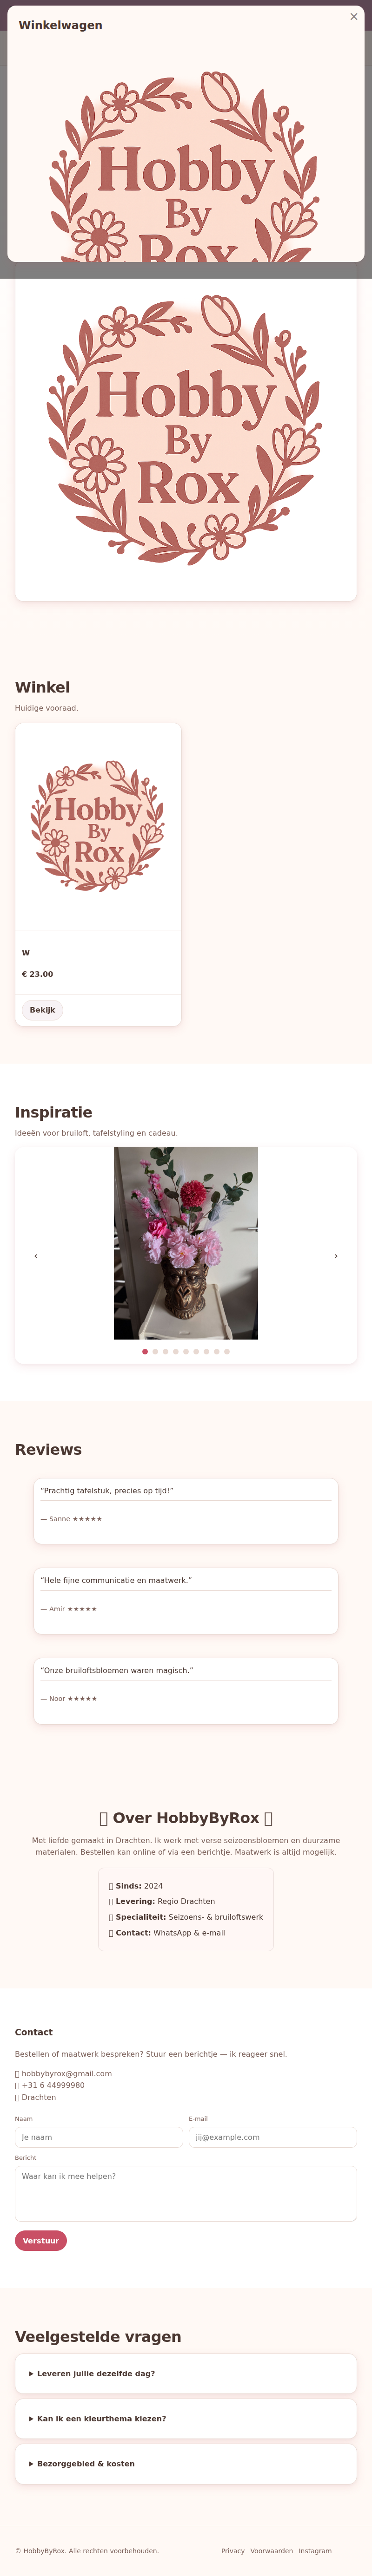 Winkelwagen
×
Hobby
By
Rox
Hobby
By
Rox
Winkel
Huidige vooraad.
Hobby
By
Rox
W
€ 23.00
Bekijk
Inspiratie
Ideeën voor bruiloft, tafelstyling en cadeau.
‹ ›
Reviews
“Prachtig tafelstuk, precies op tijd!”
— Sanne ★★★★★
“Hele fijne communicatie en maatwerk.”
— Amir ★★★★★
“Onze bruiloftsbloemen waren magisch.”
— Noor ★★★★★
Over HobbyByRox
Met liefde gemaakt in Drachten. Ik werk met verse seizoensbloemen en duurzame
materialen. Bestellen kan online of via een berichtje. Maatwerk is altijd mogelijk.
Sinds: 2024
Levering: Regio Drachten
Specialiteit: Seizoens- & bruiloftswerk
Contact: WhatsApp & e-mail
Contact
Bestellen of maatwerk bespreken? Stuur een berichtje — ik reageer snel.
hobbybyrox@gmail.com
+31 6 44999980
Drachten
Naam E-mail
Je naam jij@example.com
Bericht
Waar kan ik mee helpen?
Verstuur
Veelgestelde vragen
▶ Leveren jullie dezelfde dag?
▶ Kan ik een kleurthema kiezen?
▶ Bezorggebied & kosten
© HobbyByRox. Alle rechten voorbehouden. Privacy Voorwaarden Instagram